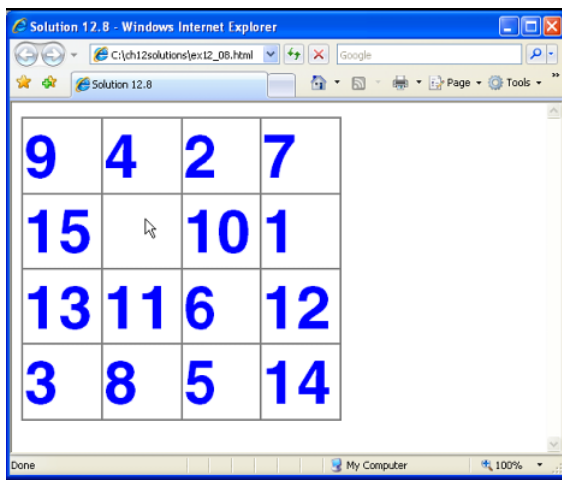 Solution 12.8 - Windows Internet Explorer
C:\ch12solutions\ex12_08.html Google
Solution 12.8 Page Tools »
9 4 2 7
15 10 1
13 11 6 12
3 8 5 14
Done My Computer 100%